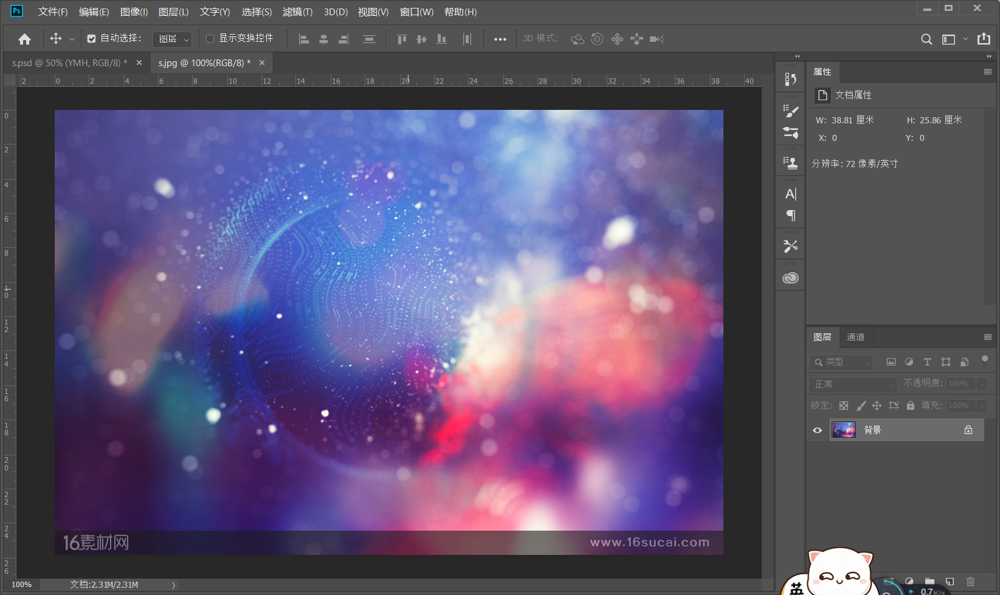 Ps 文件(F) 编辑(E) 图像(I) 图层(L) 文字(Y) 选择(S) 滤镜(T) 3D(D) 视图(V) 窗口(W) 帮助(H)
自动选择： 图层 显示变换控件 3D 模式：
s.psd @ 50% (YMH, RGB/8) * × s.jpg @ 100%(RGB/8) * ×
2 0 2 4 6 8 10 12 14 16 18 20 22 24 26 28 30 32 34 36 38 40
0
2
4
6
8
10
12
14
16
18
20
22
24
26
16素材网 www.16sucai.com
100% 文档:2.31M/2.31M
属性
文档属性
W: 38.81 厘米 H: 25.86 厘米
X: 0 Y: 0
分辨率: 72 像素/英寸
图层 通道
类型
正常 不透明度: 100%
锁定: 填充: 100%
背景
英 0.7K/s